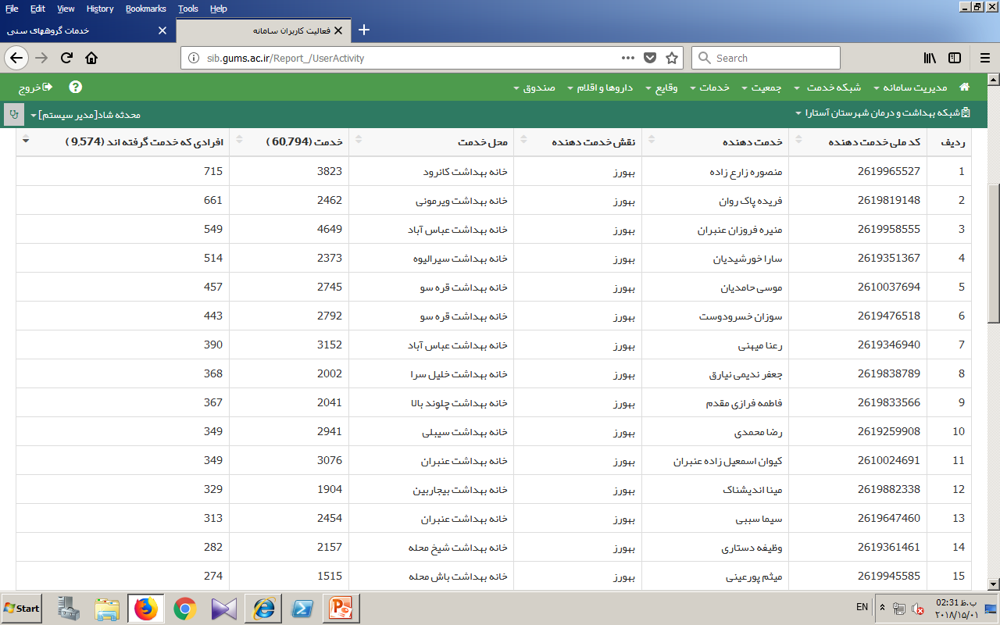 File Edit View History Bookmarks Tools Help
خدمات گروههای سنی
فعالیت کاربران سامانه
sib.gums.ac.ir/Report_/UserActivity
Search
مدیریت سامانه شبکه خدمت جمعیت خدمات وقایع داروها و اقلام صندوق خروج
شبکه بهداشت و درمان شهرستان آستارا محدثه شاد[مدیر سیستم]
ردیف کد ملی خدمت دهنده خدمت دهنده نقش خدمت دهنده محل خدمت خدمت (60,794 ) افرادی که خدمت گرفته اند (9,574 )
1 2619965527 منصوره زارع زاده بهورز خانه بهداشت کانرود 3823 715
2 2619819148 فریده پاک روان بهورز خانه بهداشت ویرمونی 2462 661
3 2619958555 منیره فروزان عنبران بهورز خانه بهداشت عباس آباد 4649 549
4 2619351367 سارا خورشیدیان بهورز خانه بهداشت سیرالیوه 2373 514
5 2610037694 موسی حامدیان بهورز خانه بهداشت قره سو 2745 457
6 2619476518 سوزان خسرودوست بهورز خانه بهداشت قره سو 2792 443
7 2619346940 رعنا میهنی بهورز خانه بهداشت عباس آباد 3152 390
8 2619838789 جعفر ندیمی نیارق بهورز خانه بهداشت خلیل سرا 2002 368
9 2619833566 فاطمه فرازی مقدم بهورز خانه بهداشت چلوند بالا 2041 367
10 2619259908 رضا محمدی بهورز خانه بهداشت سیبلی 2941 349
11 2610024691 کیوان اسمعیل زاده عنبران بهورز خانه بهداشت عنبران 3076 349
12 2619882338 مینا اندیشناک بهورز خانه بهداشت بیجاربین 1904 329
13 2619647460 سیما سببی بهورز خانه بهداشت عنبران 2454 313
14 2619361461 وظیفه دستاری بهورز خانه بهداشت شیخ محله 2157 282
15 2619945585 میثم پورعینی بهورز خانه بهداشت باش محله 1515 274
Start EN 02:31 ب.ظ
۲۰۱۸/۱۵/۰۱